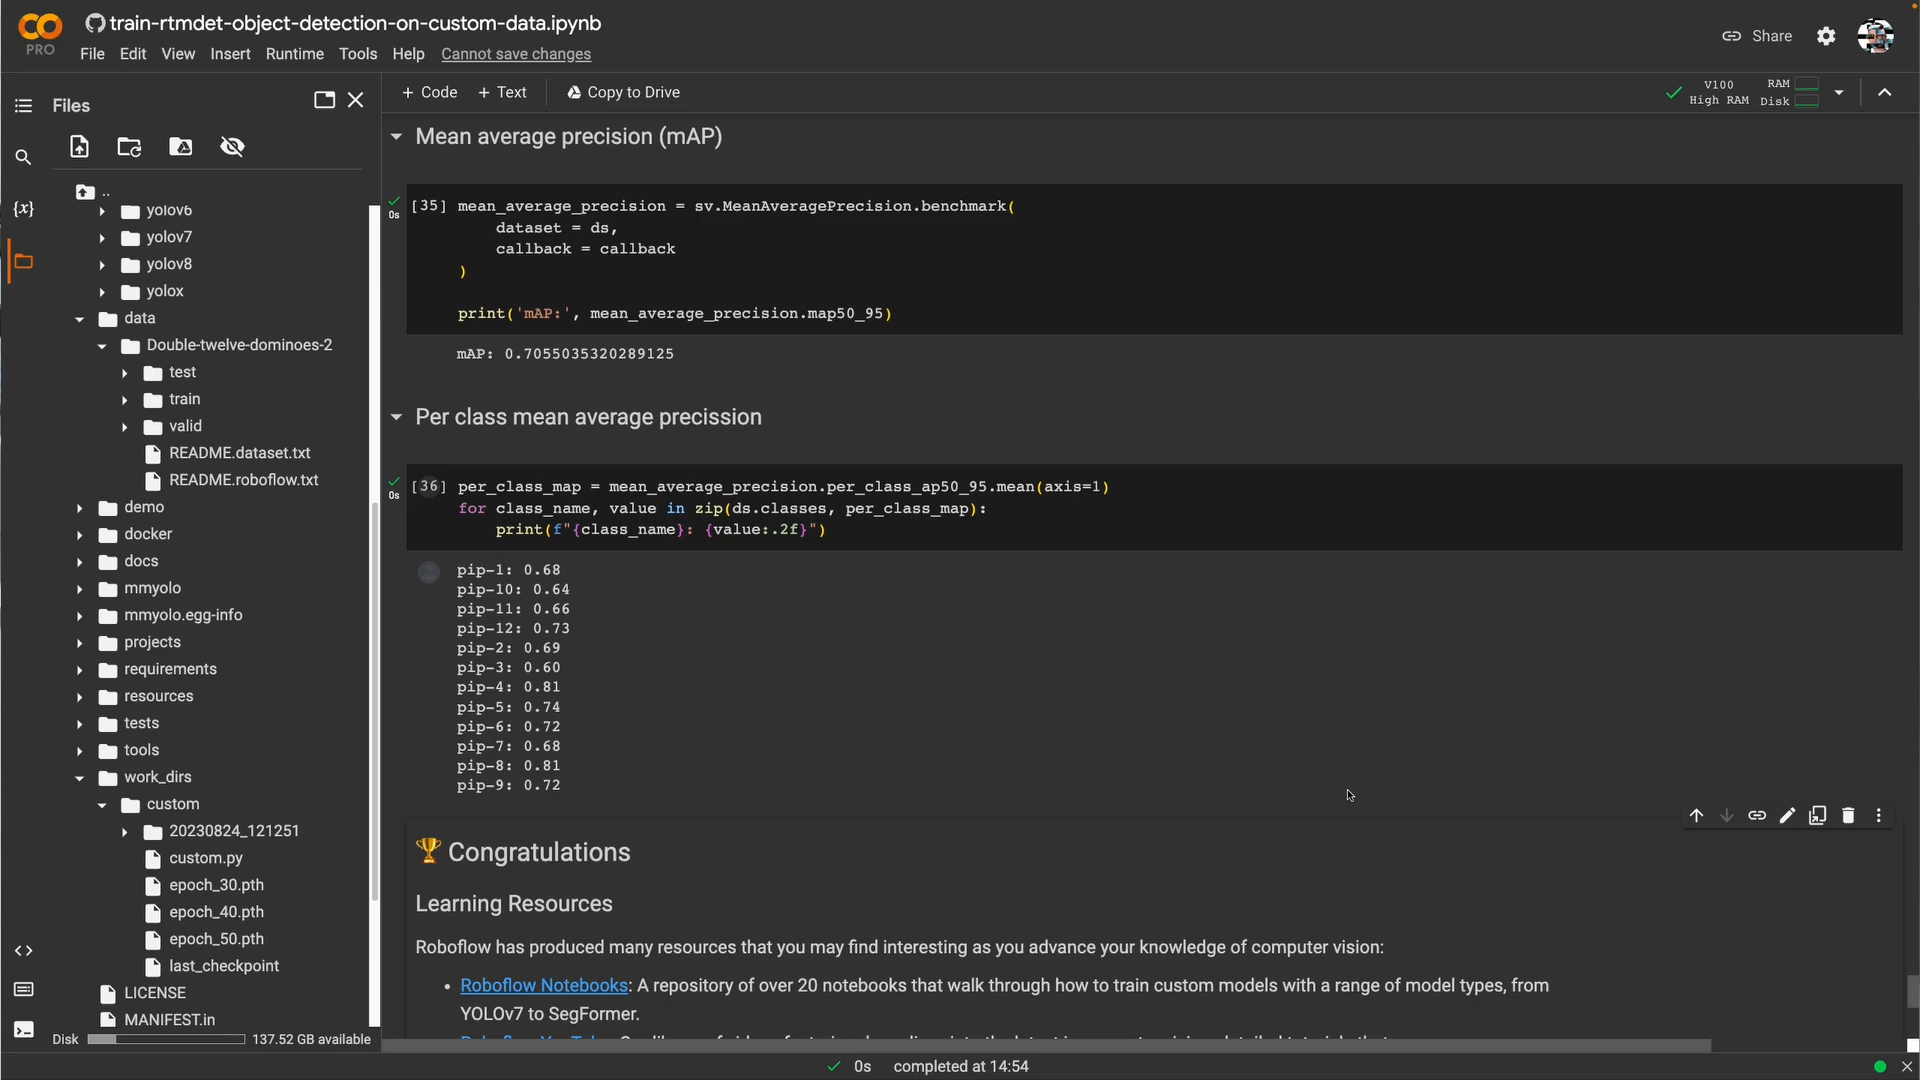 train-rtmdet-object-detection-on-custom-data.ipynb
PRO
File Edit View Insert Runtime Tools Help Cannot save changes
Share
Files
+ Code + Text Copy to Drive
V100
High RAM
RAM
Disk
{x}
..
yolov6
yolov7
yolov8
yolox
data
Double-twelve-dominoes-2
test
train
valid
README.dataset.txt
README.roboflow.txt
demo
docker
docs
mmyolo
mmyolo.egg-info
projects
requirements
resources
tests
tools
work_dirs
custom
20230824_121251
custom.py
epoch_30.pth
epoch_40.pth
epoch_50.pth
last_checkpoint
LICENSE
MANIFEST.in
Disk 137.52 GB available
Mean average precision (mAP)
0s
[35] mean_average_precision = sv.MeanAveragePrecision.benchmark(
dataset = ds,
callback = callback
)
print('mAP:', mean_average_precision.map50_95)
mAP: 0.7055035320289125
Per class mean average precission
0s
[36] per_class_map = mean_average_precision.per_class_ap50_95.mean(axis=1)
for class_name, value in zip(ds.classes, per_class_map):
print(f"{class_name}: {value:.2f}")
pip-1: 0.68
pip-10: 0.64
pip-11: 0.66
pip-12: 0.73
pip-2: 0.69
pip-3: 0.60
pip-4: 0.81
pip-5: 0.74
pip-6: 0.72
pip-7: 0.68
pip-8: 0.81
pip-9: 0.72
🏆 Congratulations
Learning Resources
Roboflow has produced many resources that you may find interesting as you advance your knowledge of computer vision:
• Roboflow Notebooks: A repository of over 20 notebooks that walk through how to train custom models with a range of model types, from
YOLOv7 to SegFormer.
0s completed at 14:54